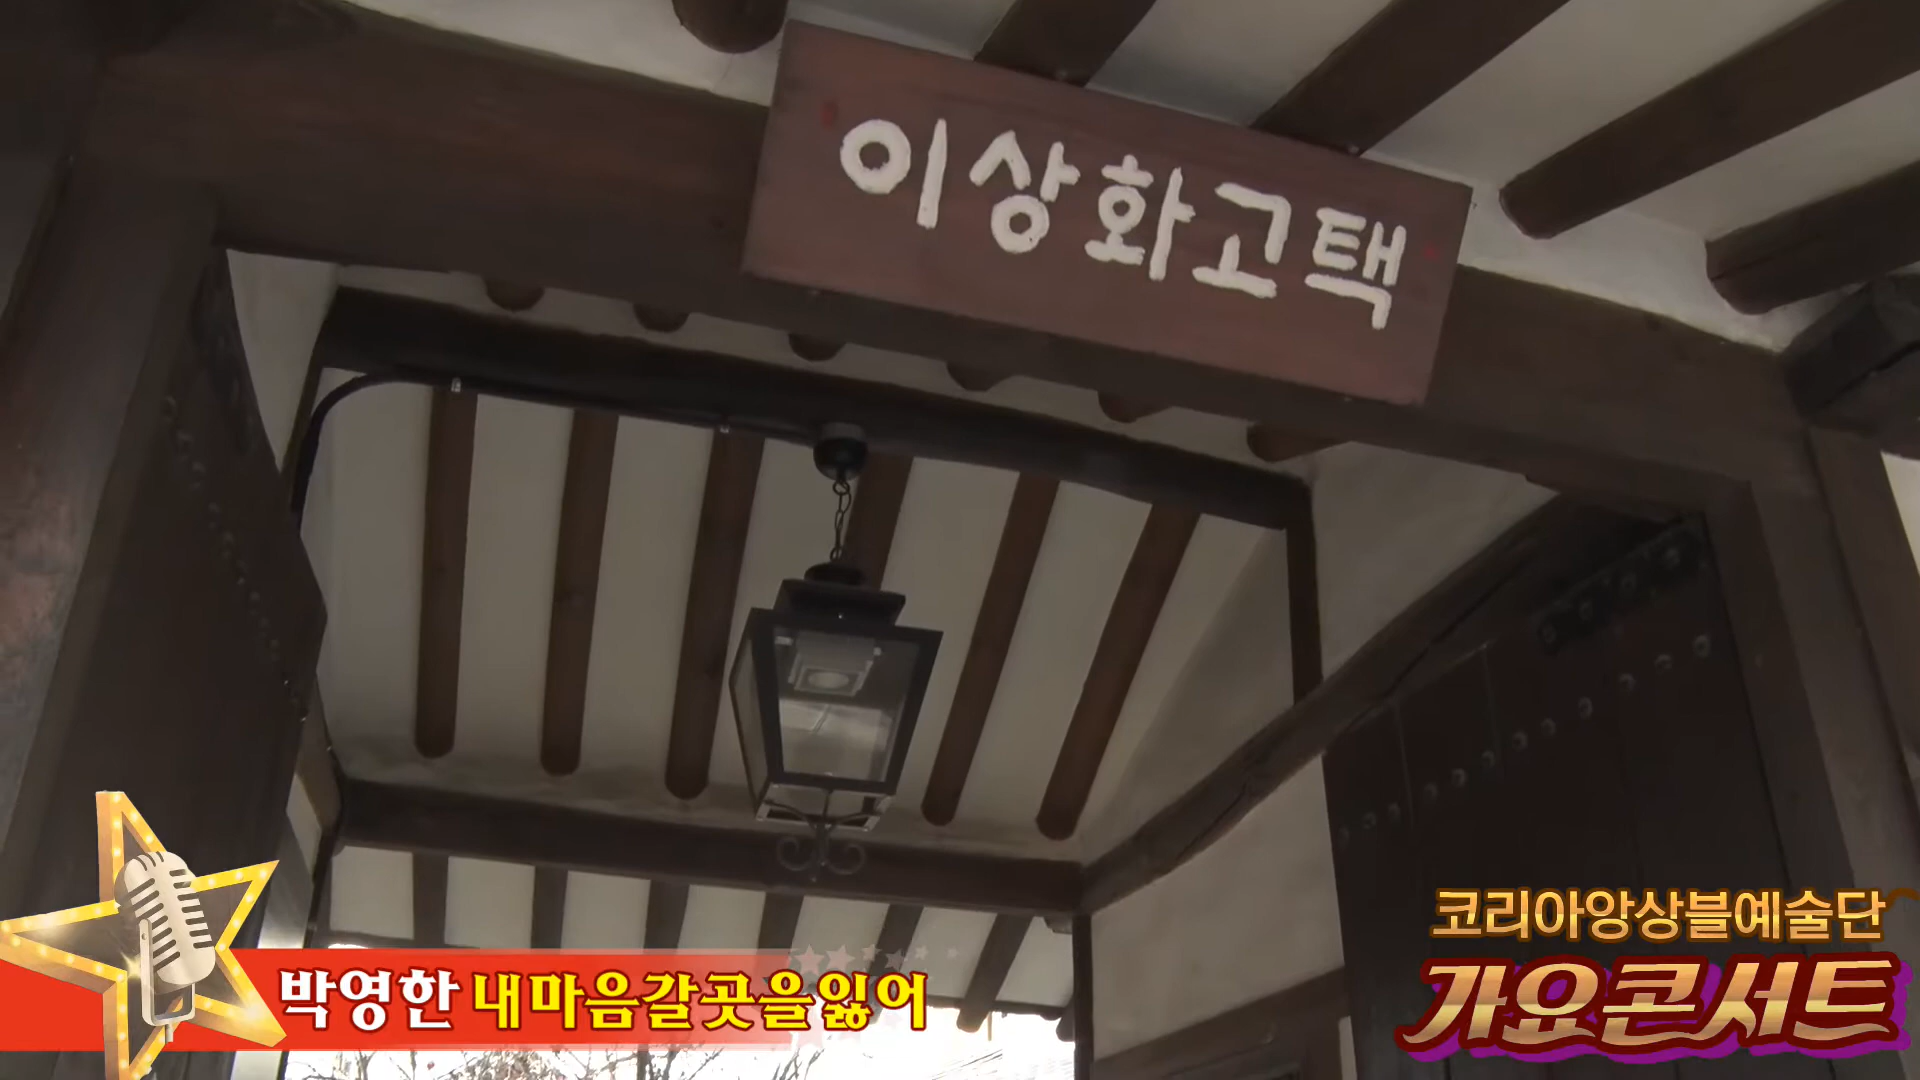 이상화고택
박영한 내마음갈곳을잃어
코리아앙상블예술단
가요콘서트